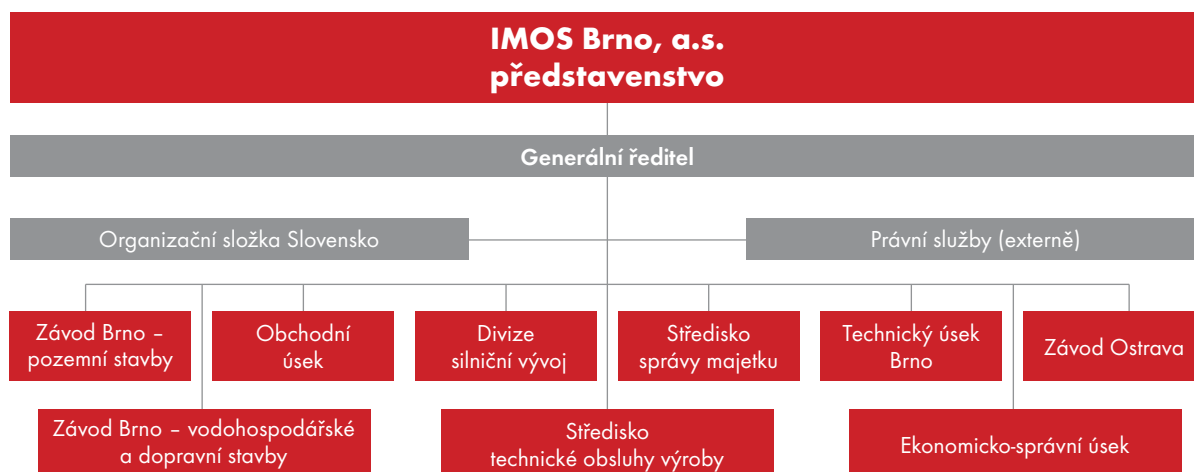 IMOS Brno, a.s.
představenstvo
Generální ředitel
Organizační složka Slovensko
Právní služby (externě)
Závod Brno –
pozemní stavby
Obchodní
úsek
Divize
silniční vývoj
Středisko
správy majetku
Technický úsek
Brno
Závod Ostrava
Závod Brno – vodohospodářské
a dopravní stavby
Středisko
technické obsluhy výroby
Ekonomicko-správní úsek